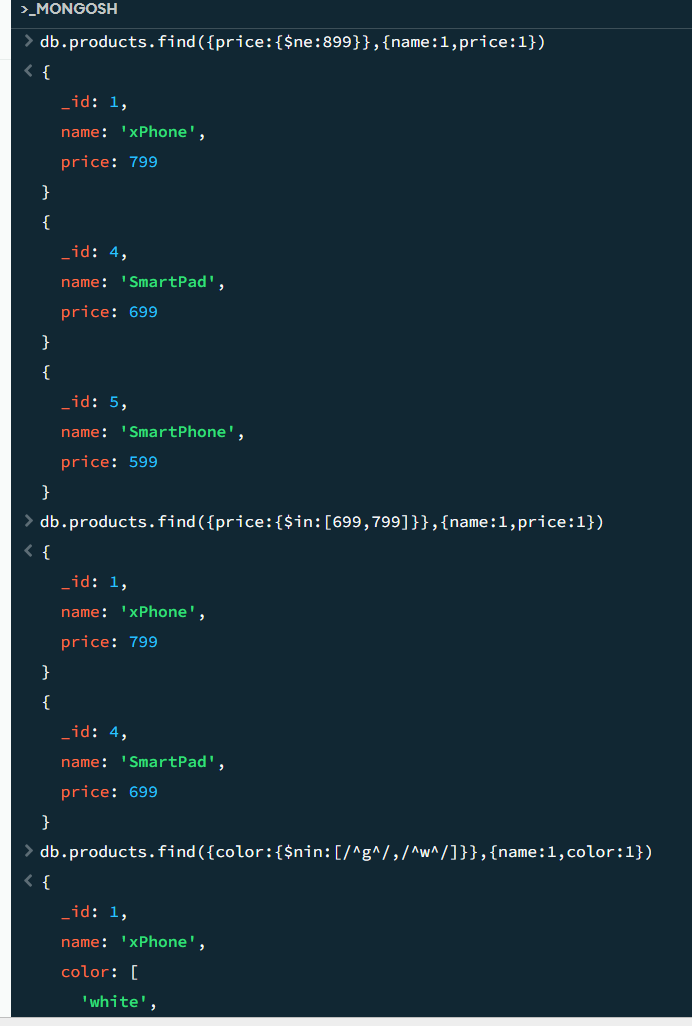 >_MONGOSH
> db.products.find({price:{$ne:899}},{name:1,price:1})
< {
_id: 1,
name: 'xPhone',
price: 799
}
{
_id: 4,
name: 'SmartPad',
price: 699
}
{
_id: 5,
name: 'SmartPhone',
price: 599
}
> db.products.find({price:{$in:[699,799]}},{name:1,price:1})
< {
_id: 1,
name: 'xPhone',
price: 799
}
{
_id: 4,
name: 'SmartPad',
price: 699
}
> db.products.find({color:{$nin:[/^g^/,/^w^/]}},{name:1,color:1})
< {
_id: 1,
name: 'xPhone',
color: [
'white',